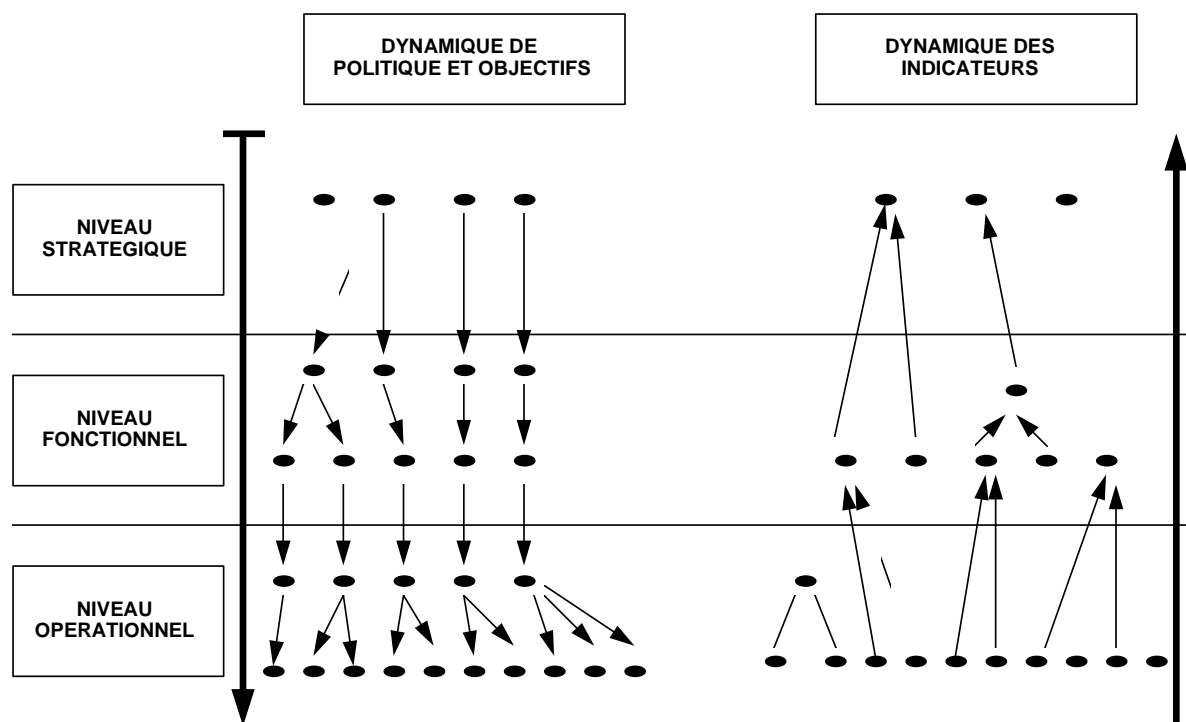 DYNAMIQUE DE
POLITIQUE ET OBJECTIFS
DYNAMIQUE DES
INDICATEURS
NIVEAU
STRATEGIQUE
NIVEAU
FONCTIONNEL
NIVEAU
OPERATIONNEL